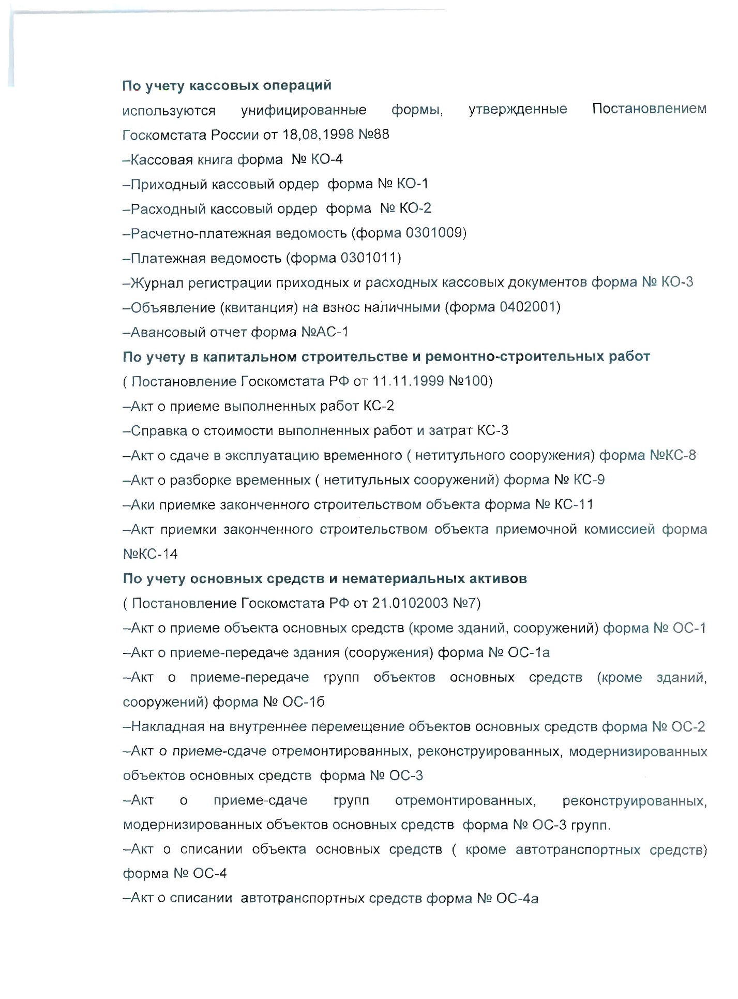 По учету кассовых операций
используются унифицированные формы, утвержденные Постановлением
Госкомстата России от 18,08,1998 №88
–Кассовая книга форма № КО-4
–Приходный кассовый ордер форма № КО-1
–Расходный кассовый ордер форма № КО-2
–Расчетно-платежная ведомость (форма 0301009)
–Платежная ведомость (форма 0301011)
–Журнал регистрации приходных и расходных кассовых документов форма № КО-3
–Объявление (квитанция) на взнос наличными (форма 0402001)
–Авансовый отчет форма №АС-1
По учету в капитальном строительстве и ремонтно-строительных работ
( Постановление Госкомстата РФ от 11.11.1999 №100)
–Акт о приеме выполненных работ КС-2
–Справка о стоимости выполненных работ и затрат КС-3
–Акт о сдаче в эксплуатацию временного ( нетитульного сооружения) форма №КС-8
–Акт о разборке временных ( нетитульных сооружений) форма № КС-9
–Аки приемке законченного строительством объекта форма № КС-11
–Акт приемки законченного строительством объекта приемочной комиссией форма
№КС-14
По учету основных средств и нематериальных активов
( Постановление Госкомстата РФ от 21.0102003 №7)
–Акт о приеме объекта основных средств (кроме зданий, сооружений) форма № ОС-1
–Акт о приеме-передаче здания (сооружения) форма № ОС-1а
–Акт о приеме-передаче групп объектов основных средств (кроме зданий,
сооружений) форма № ОС-1б
–Накладная на внутреннее перемещение объектов основных средств форма № ОС-2
–Акт о приеме-сдаче отремонтированных, реконструированных, модернизированных
объектов основных средств форма № ОС-3
–Акт о приеме-сдаче групп отремонтированных, реконструированных,
модернизированных объектов основных средств форма № ОС-3 групп.
–Акт о списании объекта основных средств ( кроме автотранспортных средств)
форма № ОС-4
–Акт о списании автотранспортных средств форма № ОС-4а